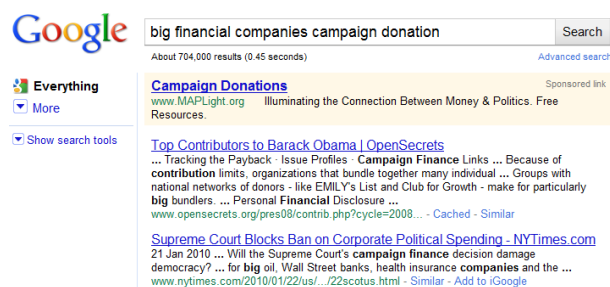 Google
big financial companies campaign donation
Search
About 704,000 results (0.45 seconds)
Advanced search
Everything
More
Show search tools
Campaign Donations
Sponsored link
www.MAPLight.org Illuminating the Connection Between Money & Politics. Free
Resources.
Top Contributors to Barack Obama | OpenSecrets
... Tracking the Payback · Issue Profiles · Campaign Finance Links ... Because of
contribution limits, organizations that bundle together many individual ... Groups with
national networks of donors - like EMILY's List and Club for Growth - make for particularly
big bundlers. ... Personal Financial Disclosure ...
www.opensecrets.org/pres08/contrib.php?cycle=2008... - Cached - Similar
Supreme Court Blocks Ban on Corporate Political Spending - NYTimes.com
21 Jan 2010 ... Will the Supreme Court's campaign finance decision damage
democracy? ... for big oil, Wall Street banks, health insurance companies and the ...
www.nytimes.com/2010/01/22/us/.../22scotus.html - Similar - Add to iGoogle